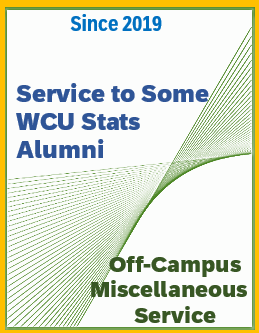 Since 2019
Service to Some
WCU Stats
Alumni
Off-Campus
Miscellaneous
Service